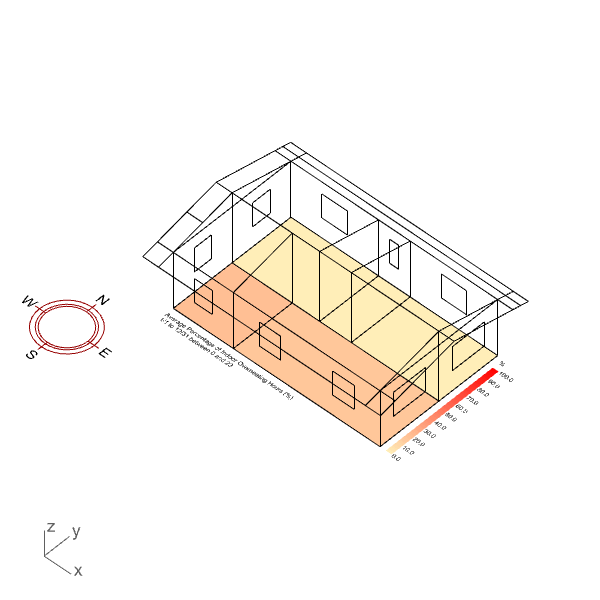 N
W
S
E
Average Percentage of Indoor Overheating Hours (%)
1/1 to 12/31 between 0 and 23
%
100.0
90.0
80.0
70.0
60.0
50.0
40.0
30.0
20.0
10.0
0.0
z
y
x